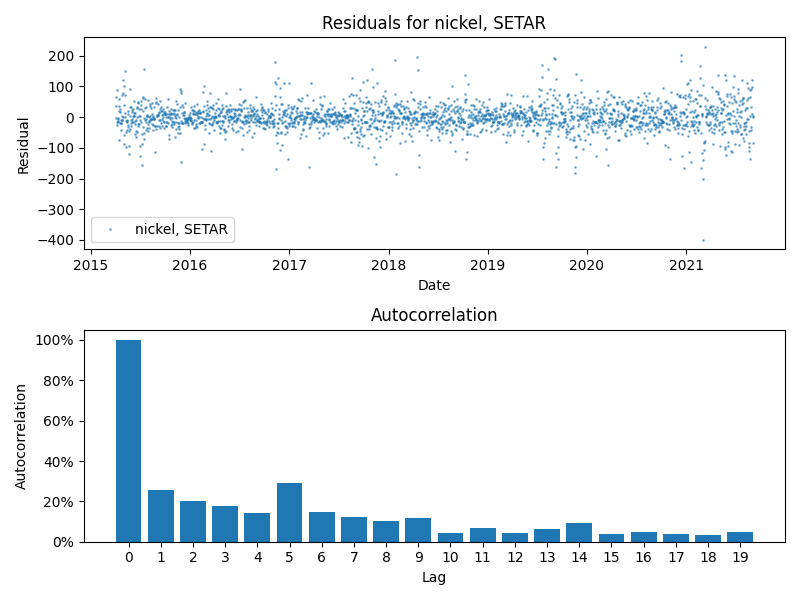 Residuals for nickel, SETAR
200
100
0
−100
−200
−300
−400
Residual
nickel, SETAR
2015 2016 2017 2018 2019 2020 2021
Date
Autocorrelation
100%
80%
60%
40%
20%
0%
Autocorrelation
0 1 2 3 4 5 6 7 8 9 10 11 12 13 14 15 16 17 18 19
Lag